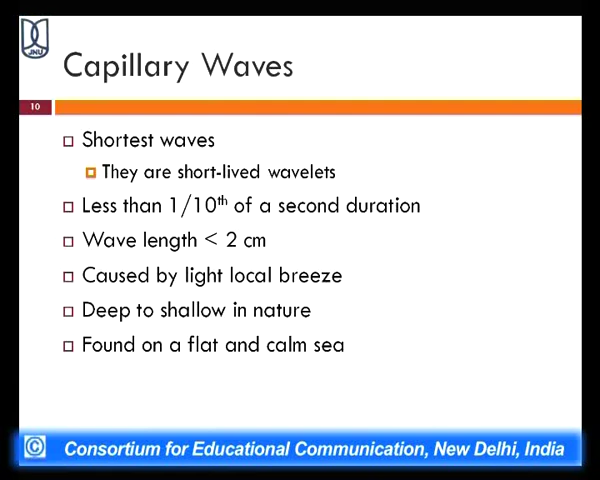 JNU
Capillary Waves
10
Shortest waves
They are short-lived wavelets
Less than 1/10th of a second duration
Wave length < 2 cm
Caused by light local breeze
Deep to shallow in nature
Found on a flat and calm sea
© Consortium for Educational Communication, New Delhi, India